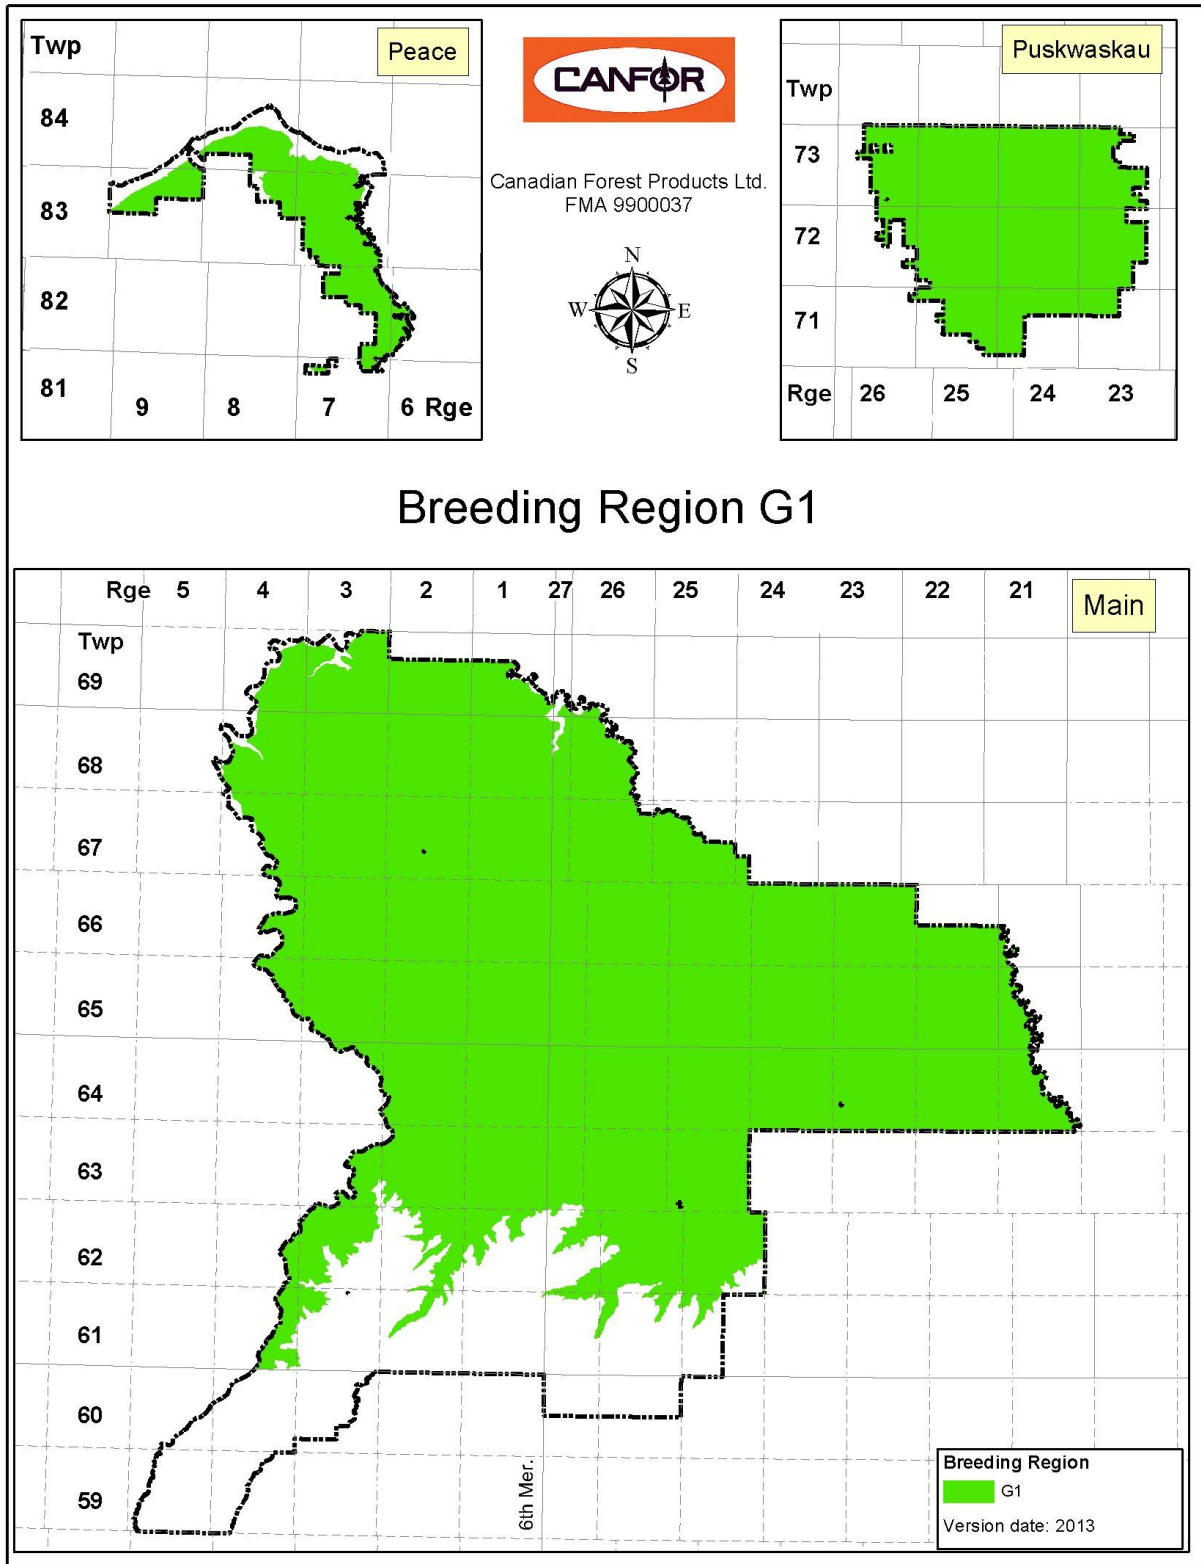 Twp
Peace
84
83
82
81
9 8 7 6 Rge
CANFOR
Canadian Forest Products Ltd.
FMA 9900037
N
W E
S
Puskwaskau
Twp
73
72
71
Rge 26 25 24 23
Breeding Region G1
Rge 5 4 3 2 1 27 26 25 24 23 22 21
Main
Twp
69
68
67
66
65
64
63
62
61
60
59
6th Mer.
Breeding Region
G1
Version date: 2013